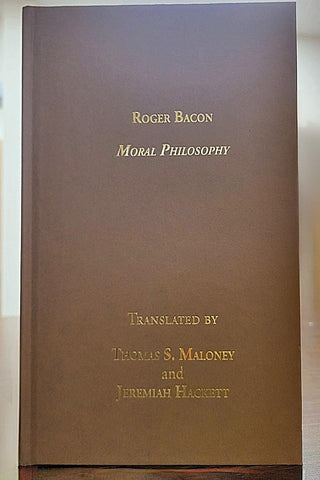 Roger Bacon
Moral Philosophy
Translated by
Thomas S. Maloney
and
Jeremiah Hackett